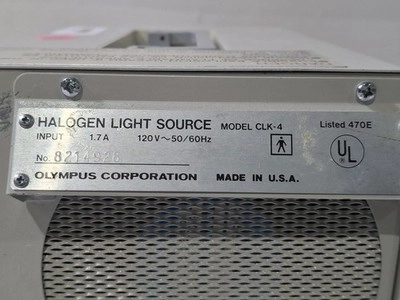 HALOGEN LIGHT SOURCE MODEL CLK-4 Listed 470E
INPUT 1.7A 120V~50/60Hz
UL
No.
OLYMPUS CORPORATION MADE IN U.S.A.